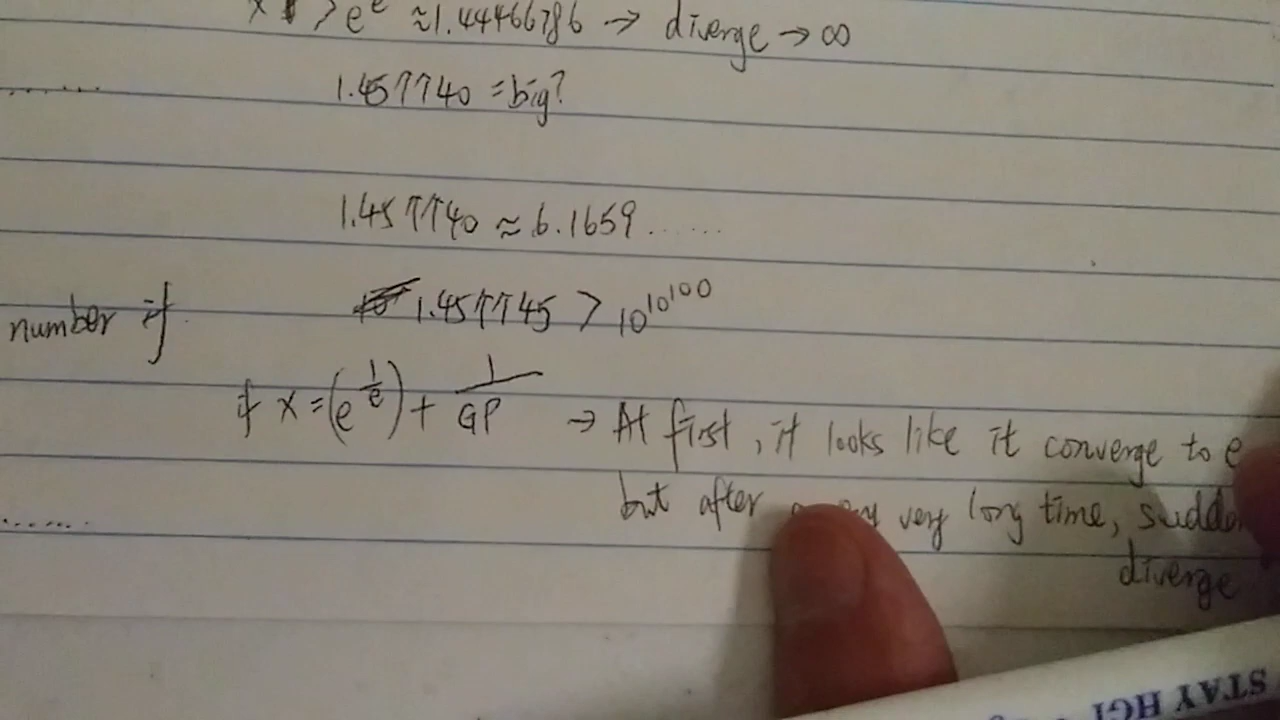 x > e^e ≈1.44466786 → diverge → ∞
1.45↑↑40 = big?
1.45↑↑40 ≈ 6.1659......
number if
1.45↑↑45 > 10^10^100
if x = (e^(1/e)) + 1/GP → At first, it looks like it converge to e
but after very long time,
diverge
STAY